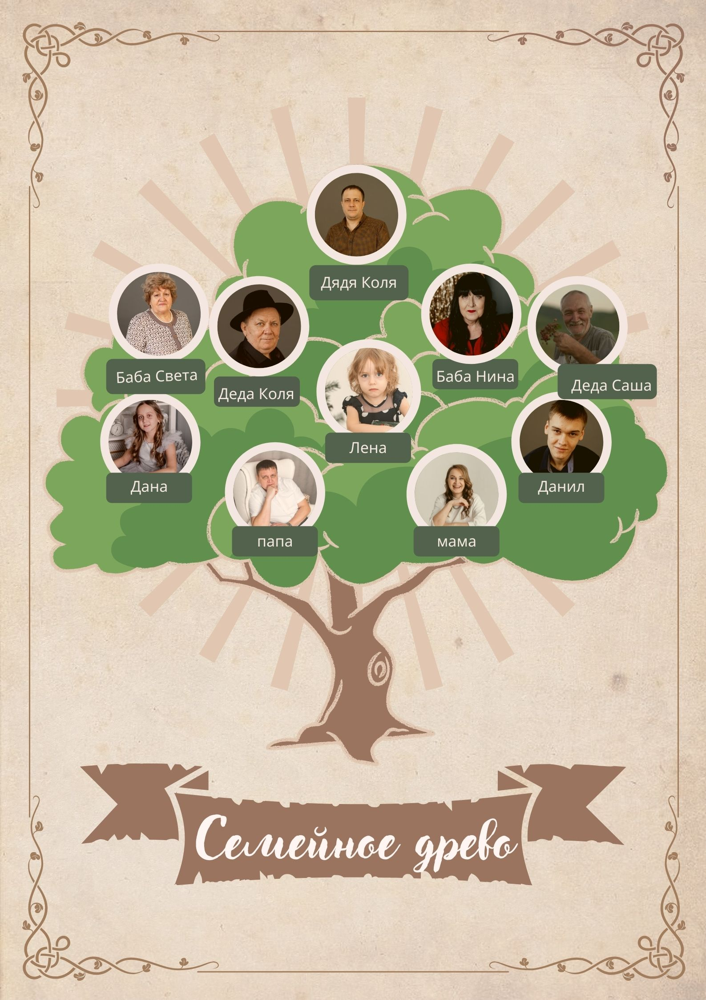 Дядя Коля
Баба Света
Деда Коля
Баба Нина
Деда Саша
Лена
Дана
Данил
папа
мама
Семейное древо